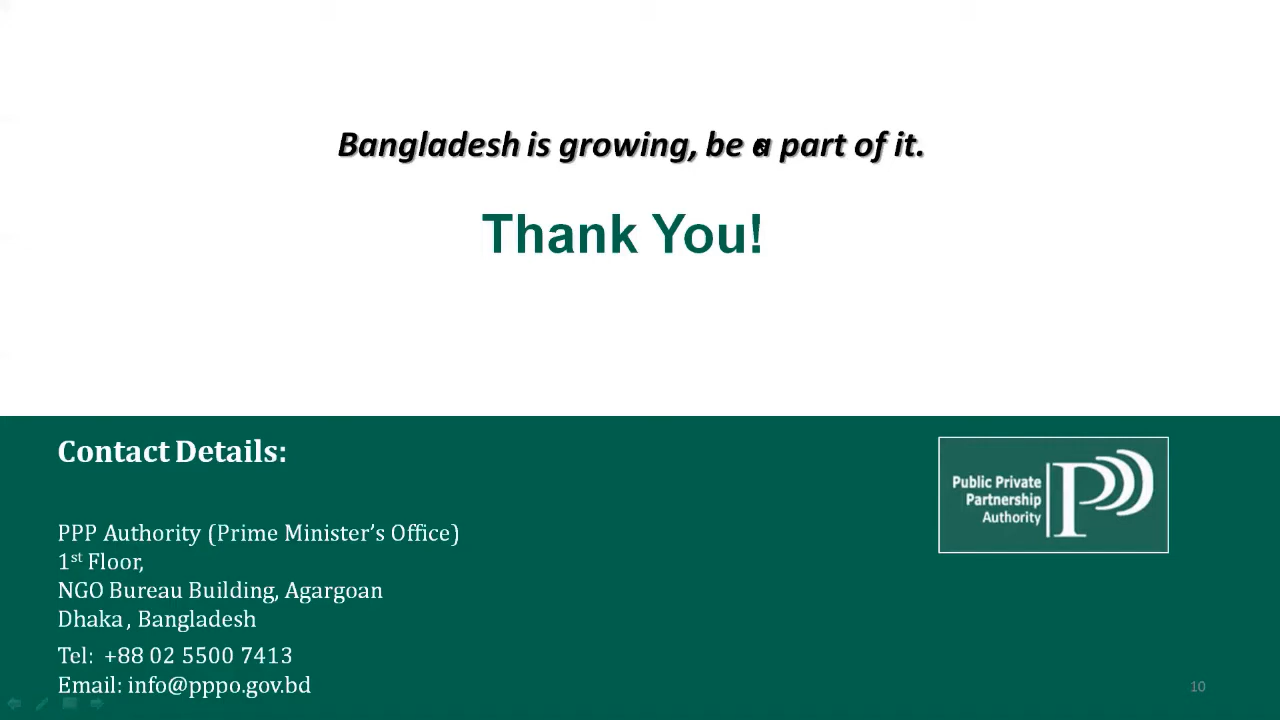 Bangladesh is growing, be a part of it.
Thank You!
Contact Details:
PPP Authority (Prime Minister’s Office)
1st Floor,
NGO Bureau Building, Agargoan
Dhaka , Bangladesh
Tel:  +88 02 5500 7413
Email: info@pppo.gov.bd
Public Private
Partnership
Authority
PPP
10